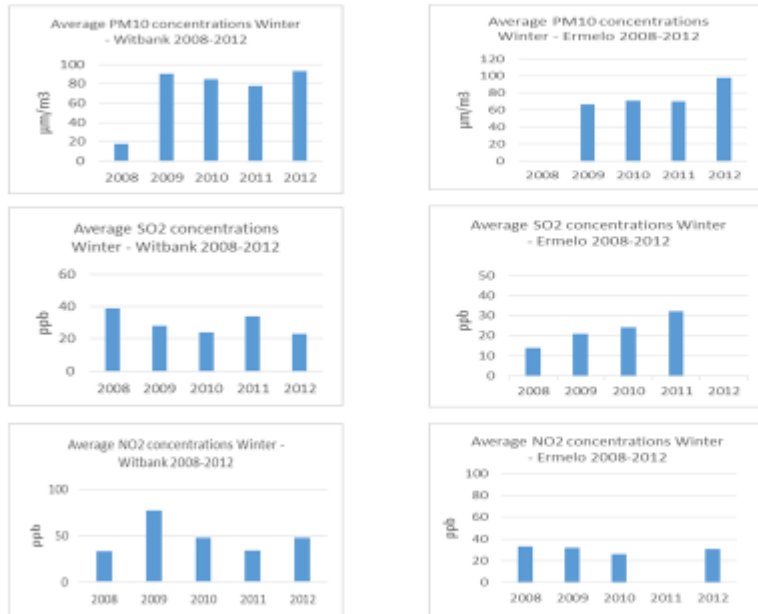 Average PM10 concentrations Winter
- Witbank 2008-2012
100
80
60
40
20
0
µm/m3
2008 2009 2010 2011 2012
Average PM10 concentrations
Winter - Ermelo 2008-2012
120
100
80
60
40
20
0
µm/m3
2008 2009 2010 2011 2012
Average SO2 concentrations
Winter - Witbank 2008-2012
60
40
20
0
ppb
2008 2009 2010 2011 2012
Average SO2 concentrations Winter
- Ermelo 2008-2012
50
40
30
20
10
0
ppb
2008 2009 2010 2011 2012
Average NO2 concentrations Winter -
Witbank 2008-2012
100
50
0
ppb
2008 2009 2010 2011 2012
Average NO2 concentrations Winter
- Ermelo 2008-2012
100
80
60
40
20
0
ppb
2008 2009 2010 2011 2012